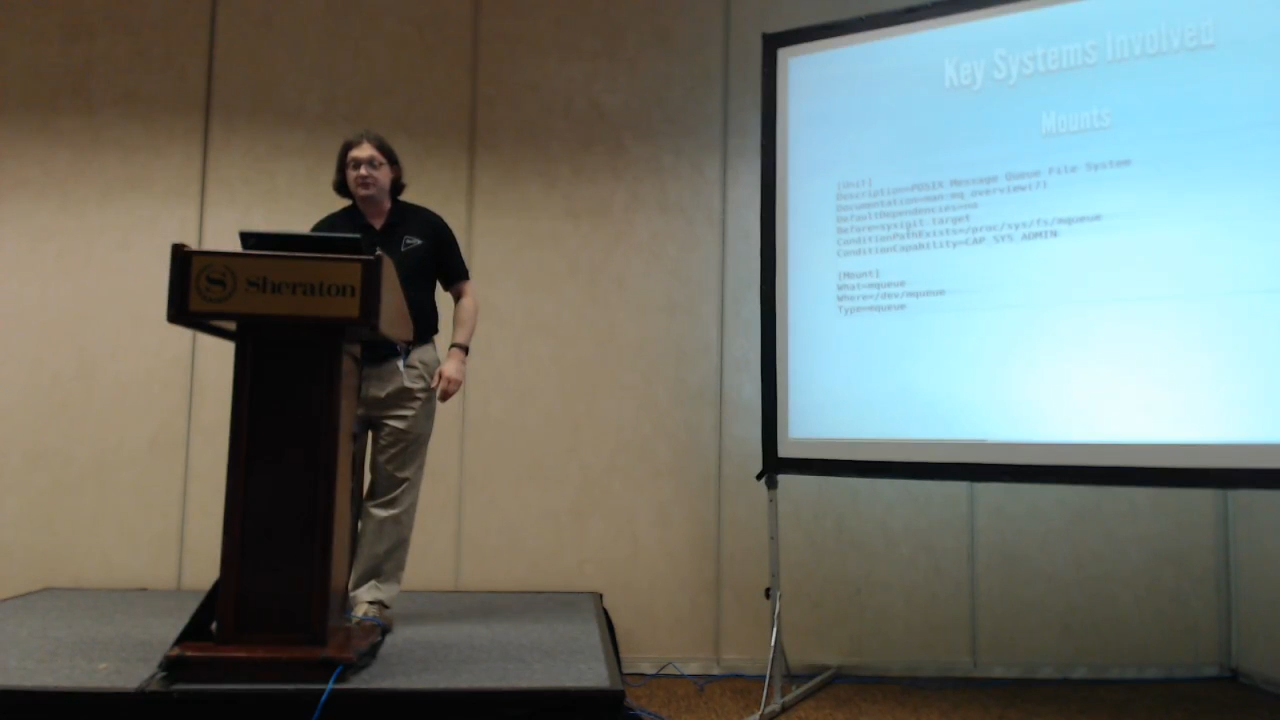 Key Systems Involved
Mounts
[Unit]
Description=POSIX Message Queue File System
Documentation=man:mq_overview(7)
DefaultDependencies=no
Before=sysinit.target
ConditionPathExists=/proc/sys/fs/mqueue
ConditionCapability=CAP_SYS_ADMIN
[Mount]
What=mqueue
Where=/dev/mqueue
Type=mqueue
S Sheraton